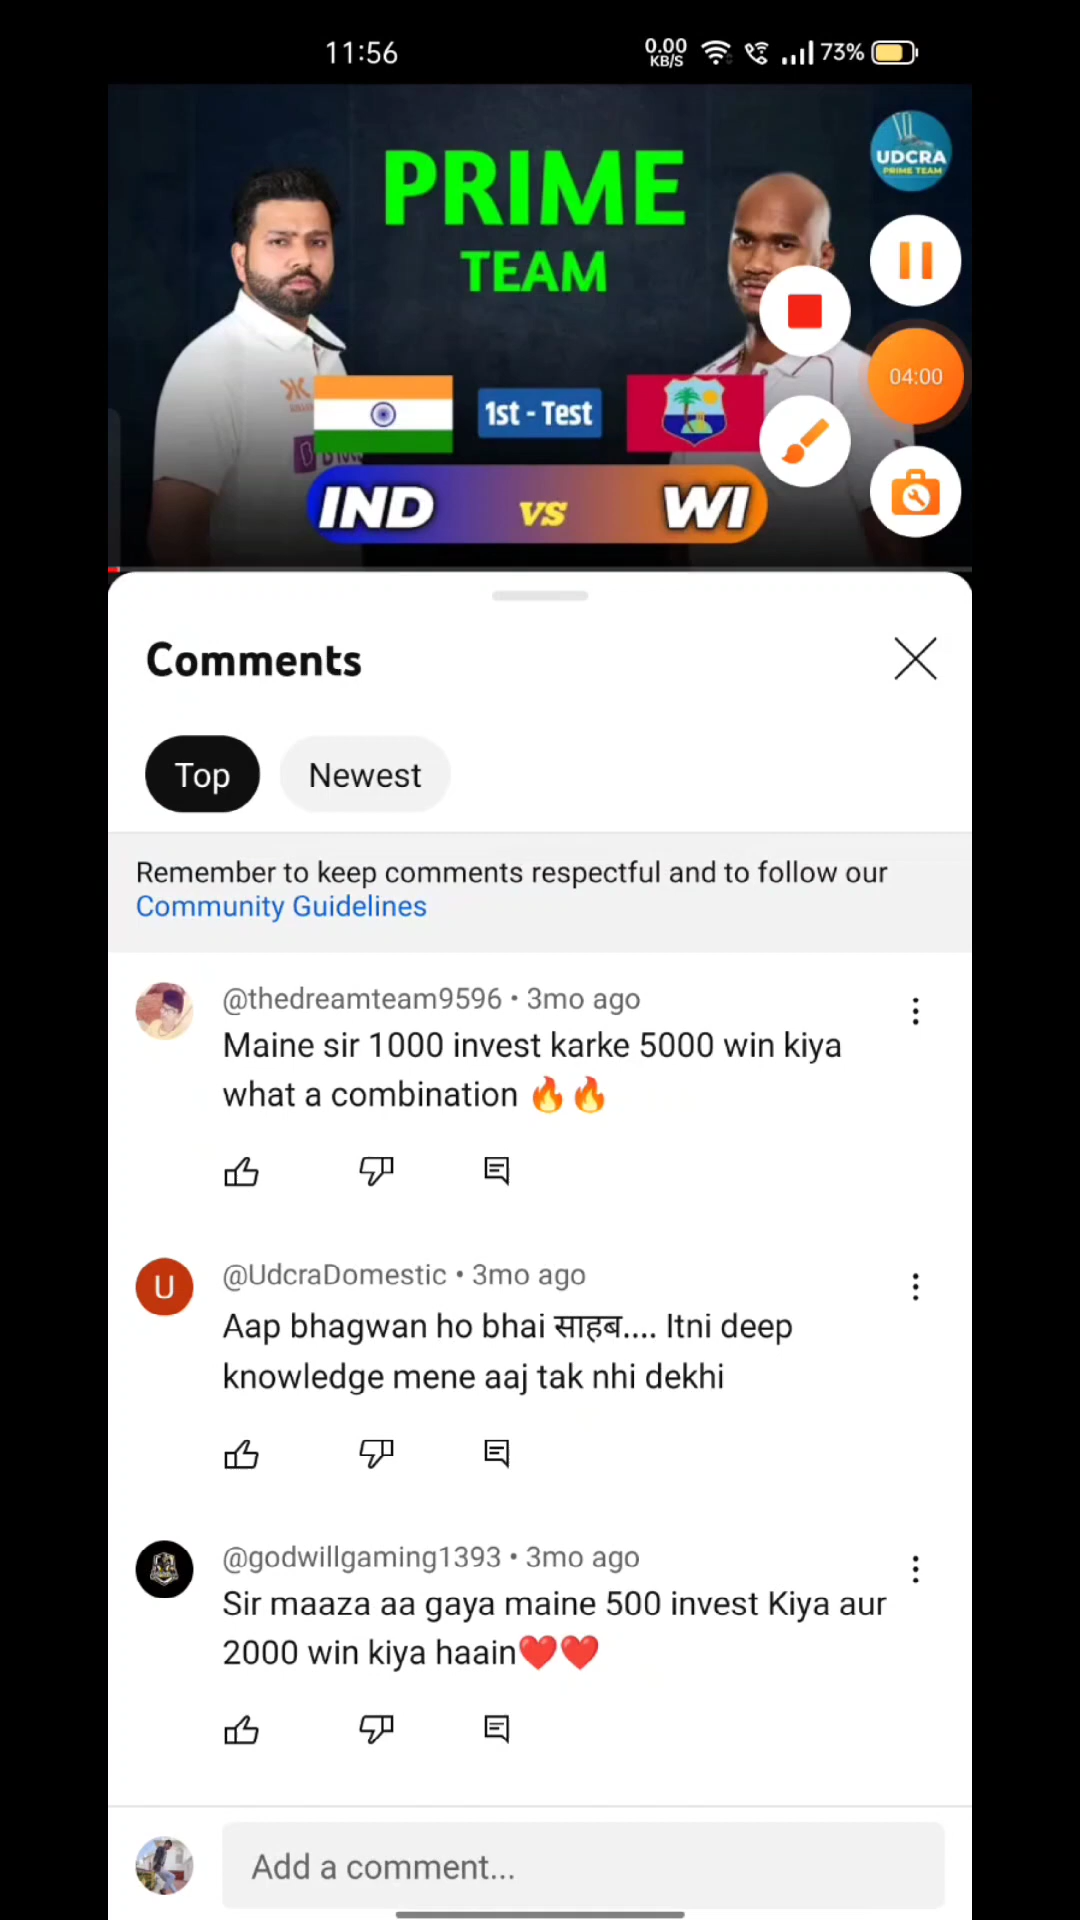 11:56
0.00
KB/S
73%
PRIME
TEAM
UDCRA
PRIME TEAM
04:00
1st - Test
IND vs WI
Comments
Top
Newest
Remember to keep comments respectful and to follow our
Community Guidelines
@thedreamteam9596 • 3mo ago
Maine sir 1000 invest karke 5000 win kiya
what a combination 🔥🔥
U
@UdcraDomestic • 3mo ago
Aap bhagwan ho bhai साहब.... Itni deep
knowledge mene aaj tak nhi dekhi
@godwillgaming1393 • 3mo ago
Sir maaza aa gaya maine 500 invest Kiya aur
2000 win kiya haain❤️❤️
Add a comment...